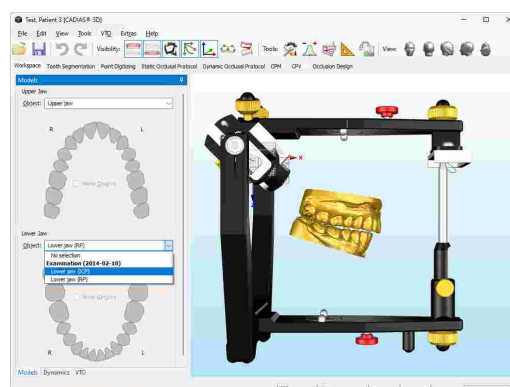 Test, Patient 3 [CADIAS® 3D]
File Edit View Tools VTO Extras Help
Visibility: Tools: View:
Workspace Tooth Segmentation Point Digitizing Static Occlusal Protocol Dynamic Occlusal Protocol CPM CPV Occlusion Design
Models
Upper Jaw
Object: Upper jaw
R L
Show Gingiva
Lower Jaw
Object: Lower jaw (RP)
No selection
Examination (2014-02-10)
Lower jaw (ICP)
Lower jaw (RP)
Show Gingiva
R L
Models Dynamics VTO
x